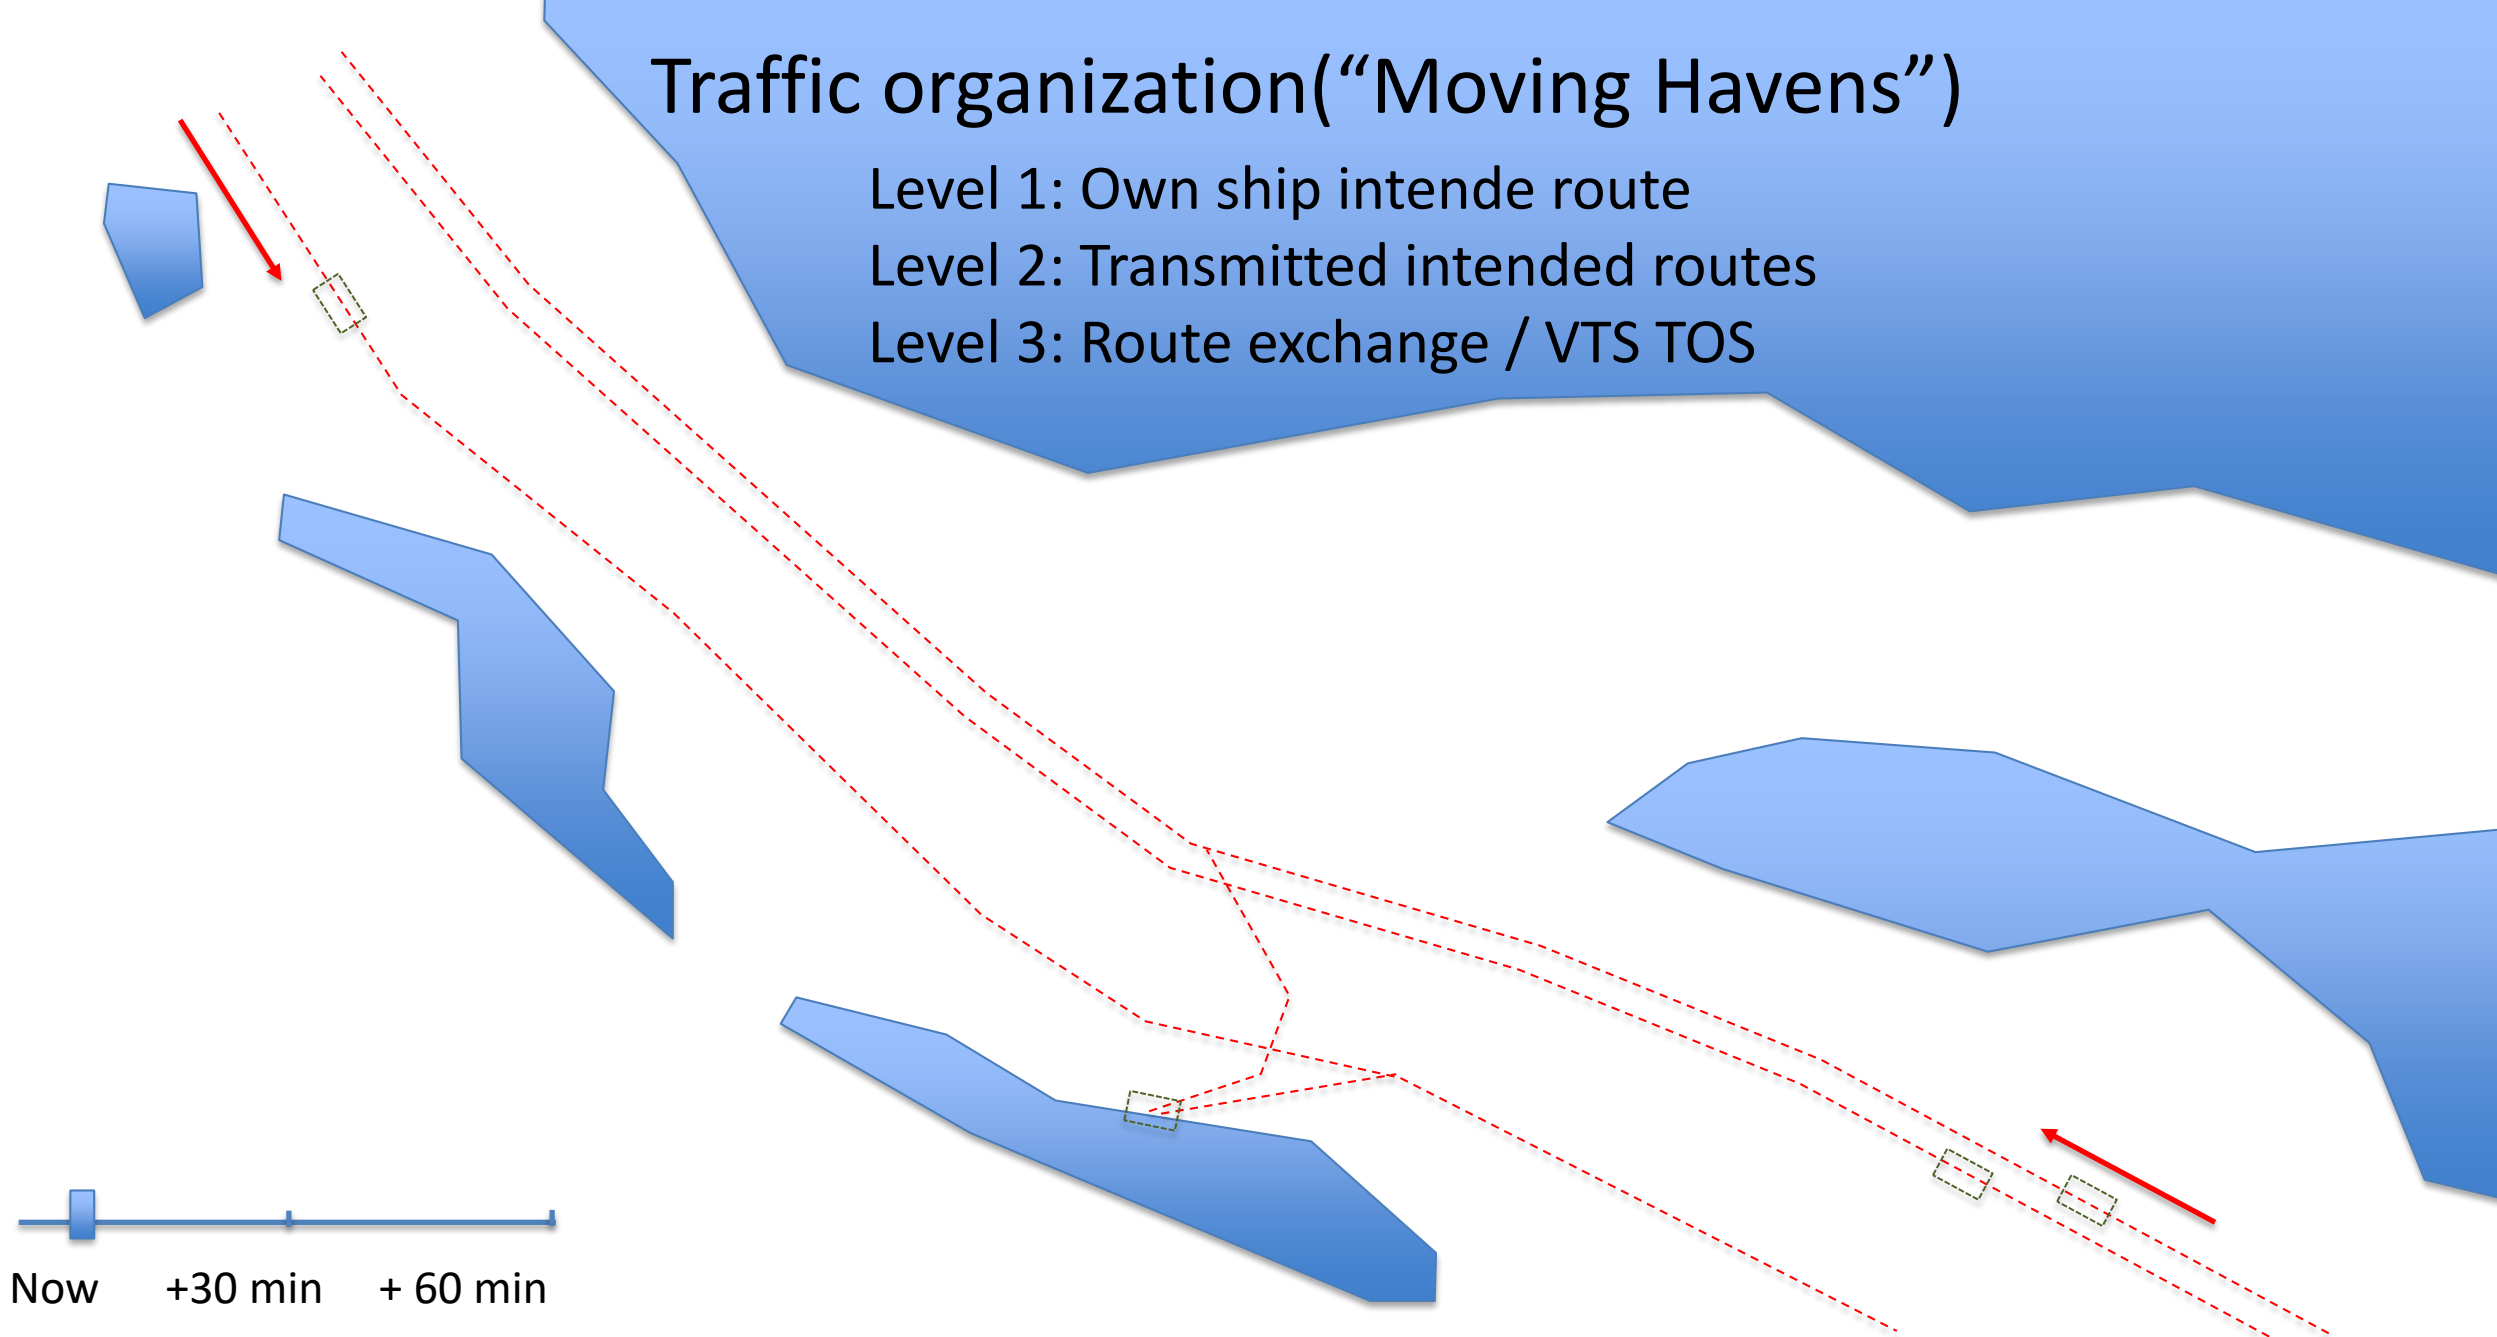 Traffic organization(“Moving Havens”)
Level 1: Own ship intende route
Level 2: Transmitted intended routes
Level 3: Route exchange / VTS TOS
Now +30 min + 60 min